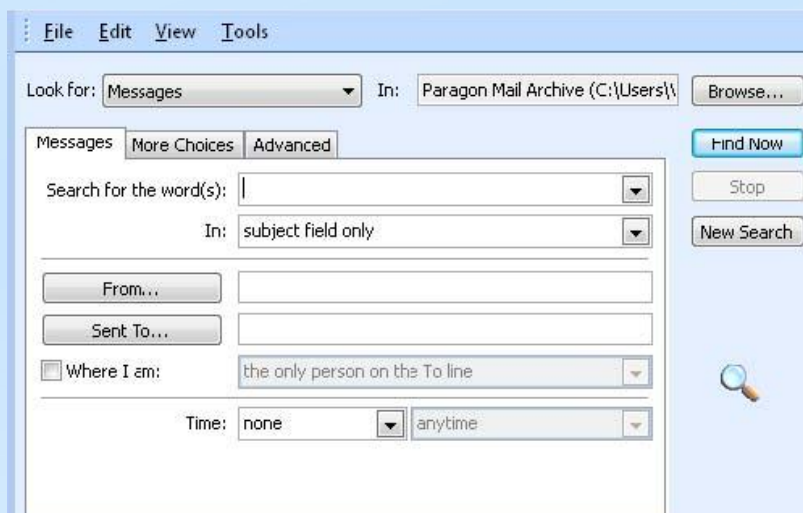 File Edit View Tools
Look for: Messages In: Paragon Mail Archive (C:\Users\\ Browse...
Messages More Choices Advanced Find Now
Search for the word(s): Stop
In: subject field only New Search
From...
Sent To...
Where I am: the only person on the To line
Time: none anytime